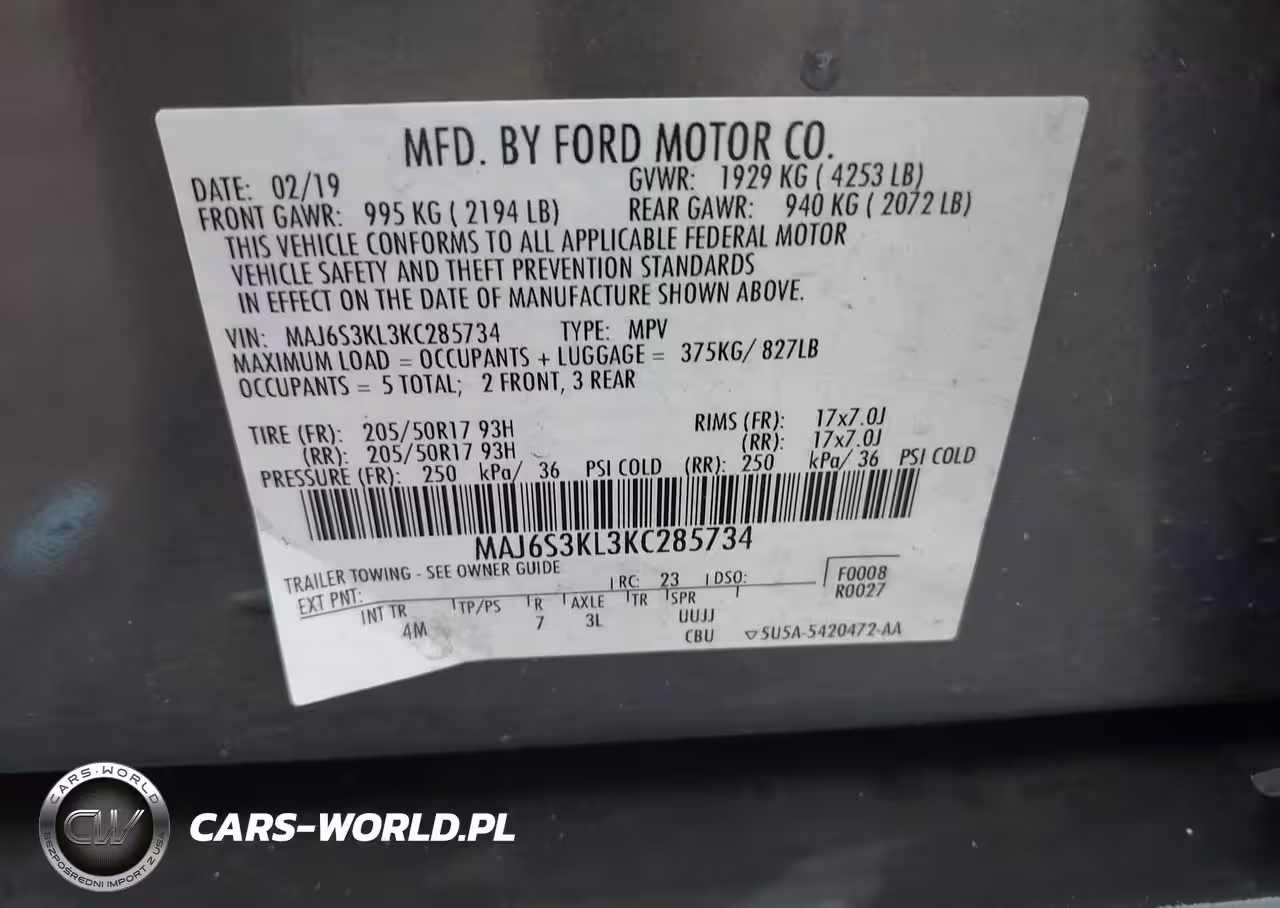 MFD. BY FORD MOTOR CO.
DATE: 02/19 GVWR: 1929 KG ( 4253 LB)
FRONT GAWR: 995 KG ( 2194 LB) REAR GAWR: 940 KG ( 2072 LB)
THIS VEHICLE CONFORMS TO ALL APPLICABLE FEDERAL MOTOR
VEHICLE SAFETY AND THEFT PREVENTION STANDARDS
IN EFFECT ON THE DATE OF MANUFACTURE SHOWN ABOVE.
VIN: MAJ6S3KL3KC285734 TYPE: MPV
MAXIMUM LOAD = OCCUPANTS + LUGGAGE = 375KG/ 827LB
OCCUPANTS = 5 TOTAL; 2 FRONT, 3 REAR
TIRE (FR): 205/50R17 93H RIMS (FR): 17x7.0J
(RR): 205/50R17 93H (RR): 17x7.0J
PRESSURE (FR): 250 kPa/ 36 PSI COLD (RR): 250 kPa/ 36 PSI COLD
MAJ6S3KL3KC285734
TRAILER TOWING - SEE OWNER GUIDE
EXT PNT: RC: 23 DSO: F0008
R0027
INT TR TP/PS R AXLE TR SPR
4M 7 3L UUJJ
CBU 5U5A-5420472-AA
CARS-WORLD
CW
BEZPOŚREDNI IMPORT Z USA
CARS-WORLD.PL